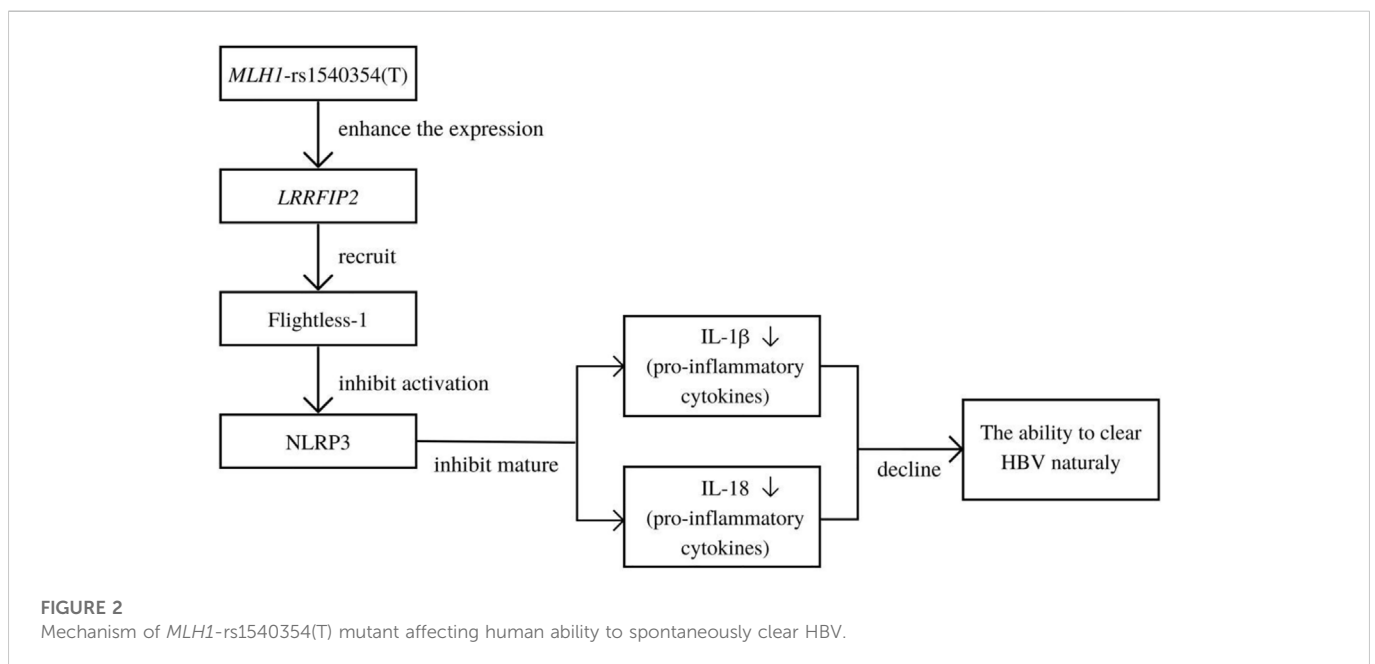 MLH1-rs1540354(T)
enhance the expression
LRRFIP2
recruit
Flightless-1
inhibit activation
NLRP3
inhibit mature
IL-1β ↓
(pro-inflammatory
cytokines)
IL-18 ↓
(pro-inflammatory
cytokines)
decline
The ability to clear
HBV naturaly
FIGURE 2
Mechanism of MLH1-rs1540354(T) mutant affecting human ability to spontaneously clear HBV.